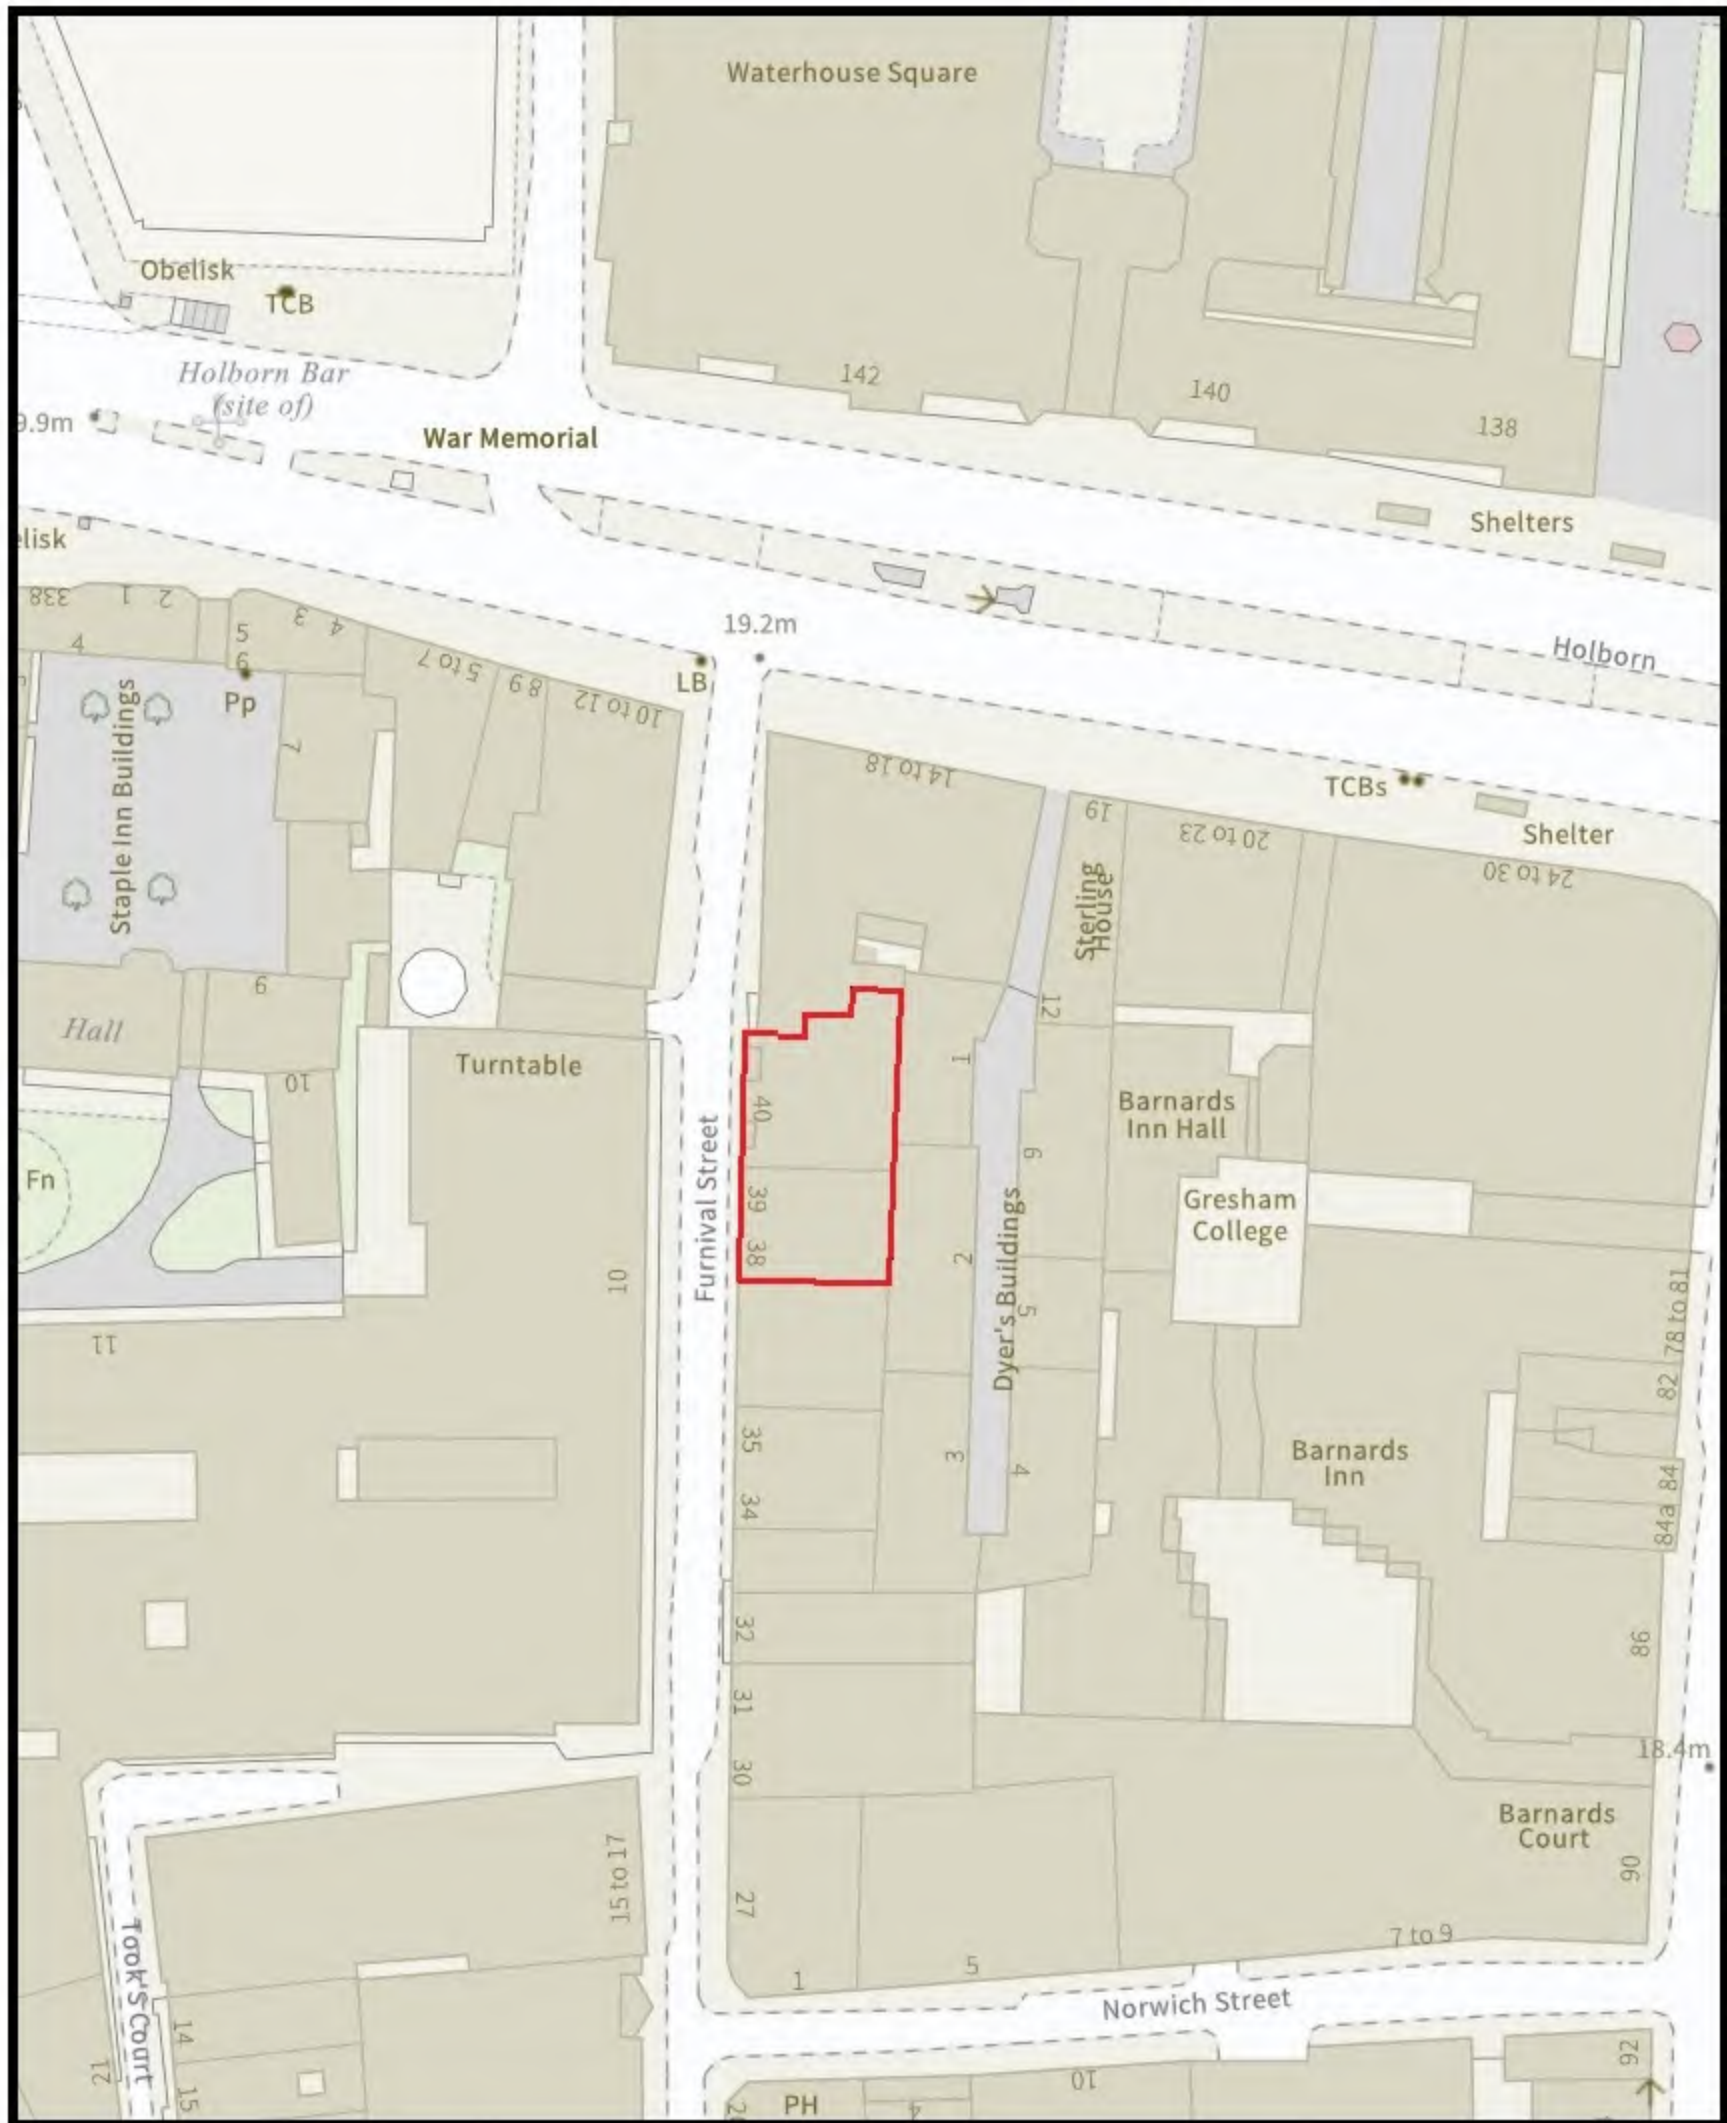 Waterhouse Square
Obelisk
TCB
Holborn Bar
(site of)
9.9m
War Memorial
142
140
138
Shelters
elisk
338
1
2
3
4
5
6
4
5 to 7
8 9
10 to 12
LB
19.2m
Holborn
Pp
Staple Inn Buildings
7
14 to 18
19
20 to 23
24 to 30
TCBs
Shelter
Sterling
House
Hall
9
10
Turntable
12
1
40
39
38
Furnival Street
Barnards
Inn Hall
6
Gresham
College
Fn
10
11
2
Dyer's Buildings
5
78 to 81
82
84
84a
35
34
3
4
Barnards
Inn
32
31
30
86
18.4m
Barnards
Court
90
15 to 17
27
1
5
7 to 9
Norwich Street
Took'S Court
14
15
21
PH
4
10
92